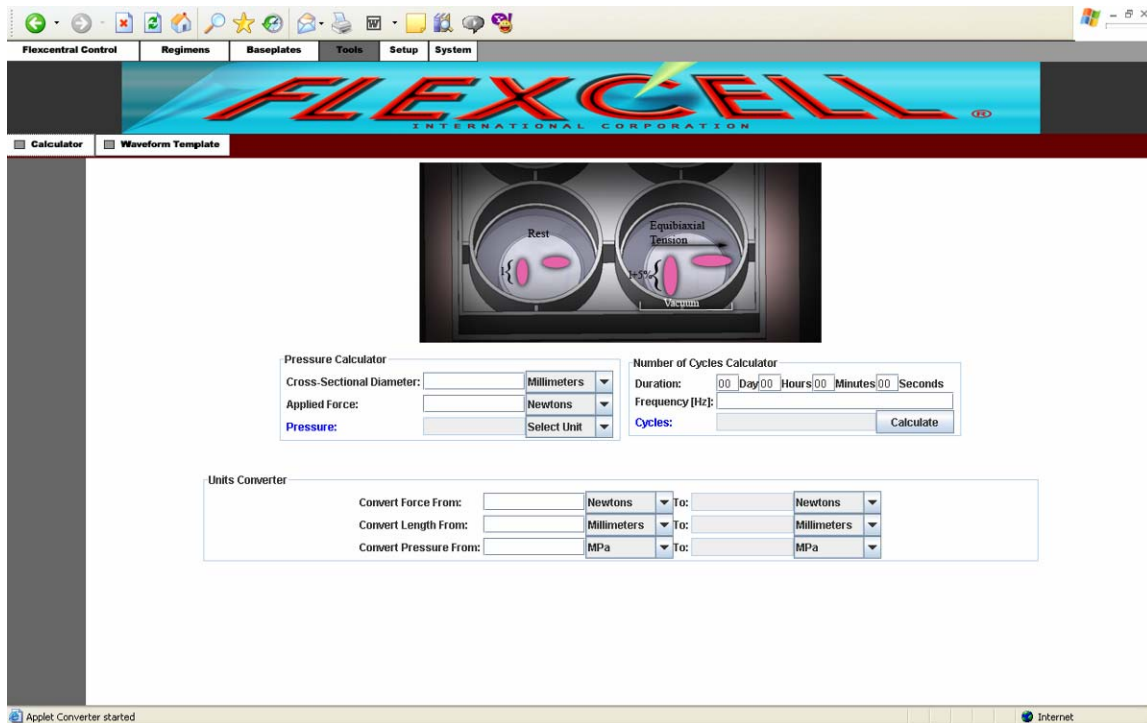 Flexcentral Control Regimens Baseplates Tools Setup System
FLEXCELL ®
INTERNATIONAL CORPORATION
Calculator Waveform Template
Rest
I{
Equibiaxial
Tension
I+5%{
Vacuum
Pressure Calculator
Cross-Sectional Diameter: Millimeters
Applied Force: Newtons
Pressure: Select Unit
Number of Cycles Calculator
Duration: 00 Day 00 Hours 00 Minutes 00 Seconds
Frequency [Hz]:
Cycles: Calculate
Units Converter
Convert Force From: Newtons To: Newtons
Convert Length From: Millimeters To: Millimeters
Convert Pressure From: MPa To: MPa
Applet Converter started Internet